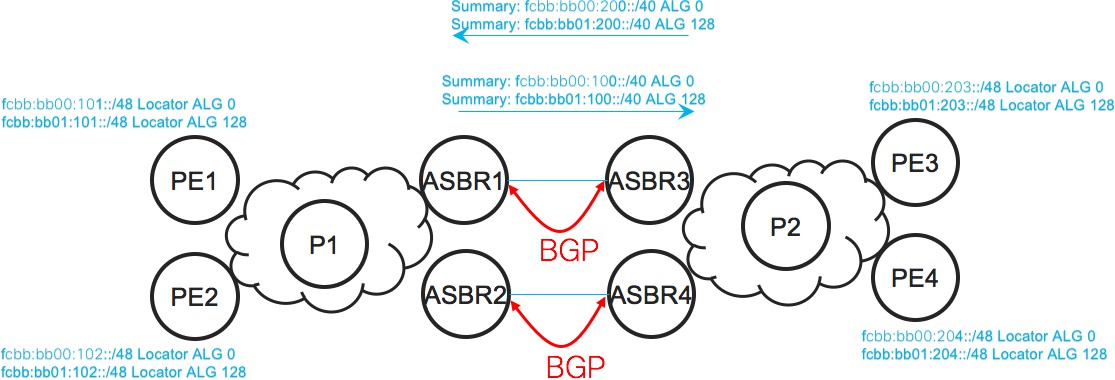 Summary: fcbb:bb00:200::/40 ALG 0
Summary: fcbb:bb01:200::/40 ALG 128
Summary: fcbb:bb00:100::/40 ALG 0
Summary: fcbb:bb01:100::/40 ALG 128
fcbb:bb00:101::/48 Locator ALG 0
fcbb:bb01:101::/48 Locator ALG 128
fcbb:bb00:203::/48 Locator ALG 0
fcbb:bb01:203::/48 Locator ALG 128
PE1
ASBR1
ASBR3
PE3
P1
BGP
P2
PE2
ASBR2
ASBR4
PE4
fcbb:bb00:102::/48 Locator ALG 0
fcbb:bb01:102::/48 Locator ALG 128
BGP
fcbb:bb00:204::/48 Locator ALG 0
fcbb:bb01:204::/48 Locator ALG 128